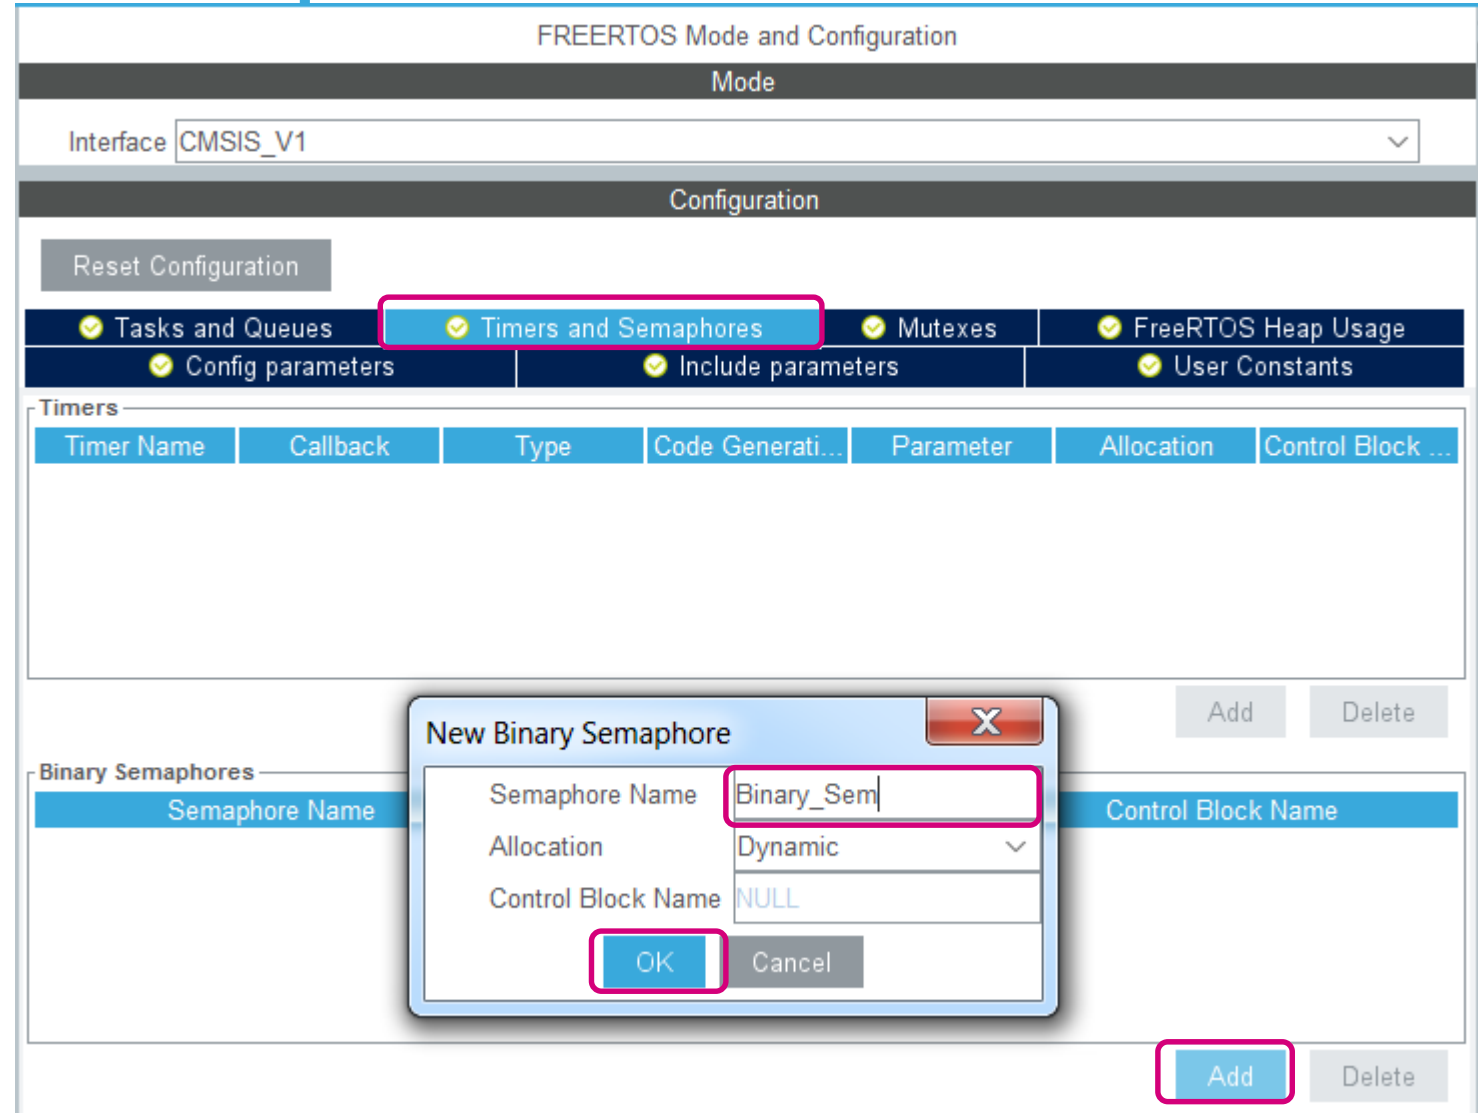 FREERTOS Mode and Configuration
Mode
Interface CMSIS_V1
Configuration
Reset Configuration
Tasks and Queues Timers and Semaphores Mutexes FreeRTOS Heap Usage
Config parameters Include parameters User Constants
Timers
Timer Name Callback Type Code Generati... Parameter Allocation Control Block ...
Add Delete
New Binary Semaphore X
Binary Semaphores
Semaphore Name Control Block Name
Semaphore Name Binary_Sem
Allocation Dynamic
Control Block Name NULL
OK Cancel
Add Delete